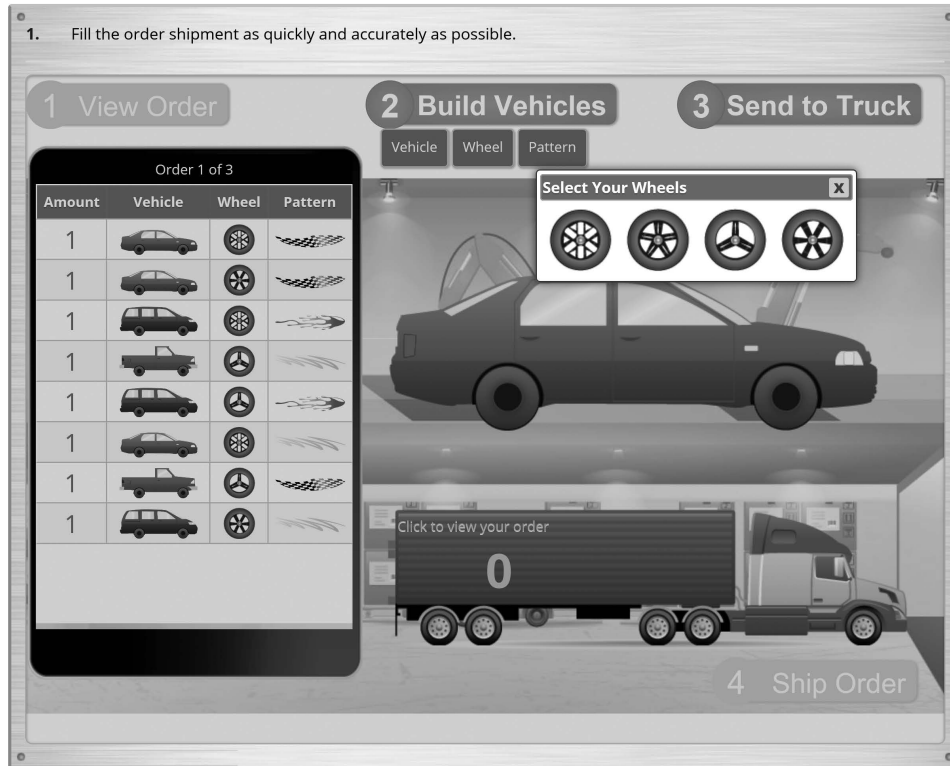 1. Fill the order shipment as quickly and accurately as possible.
1 View Order
2 Build Vehicles
3 Send to Truck
Vehicle Wheel Pattern
Order 1 of 3
Amount Vehicle Wheel Pattern
Select Your Wheels X
1
1
1
1
1
1
1
1
Click to view your order
0
4 Ship Order